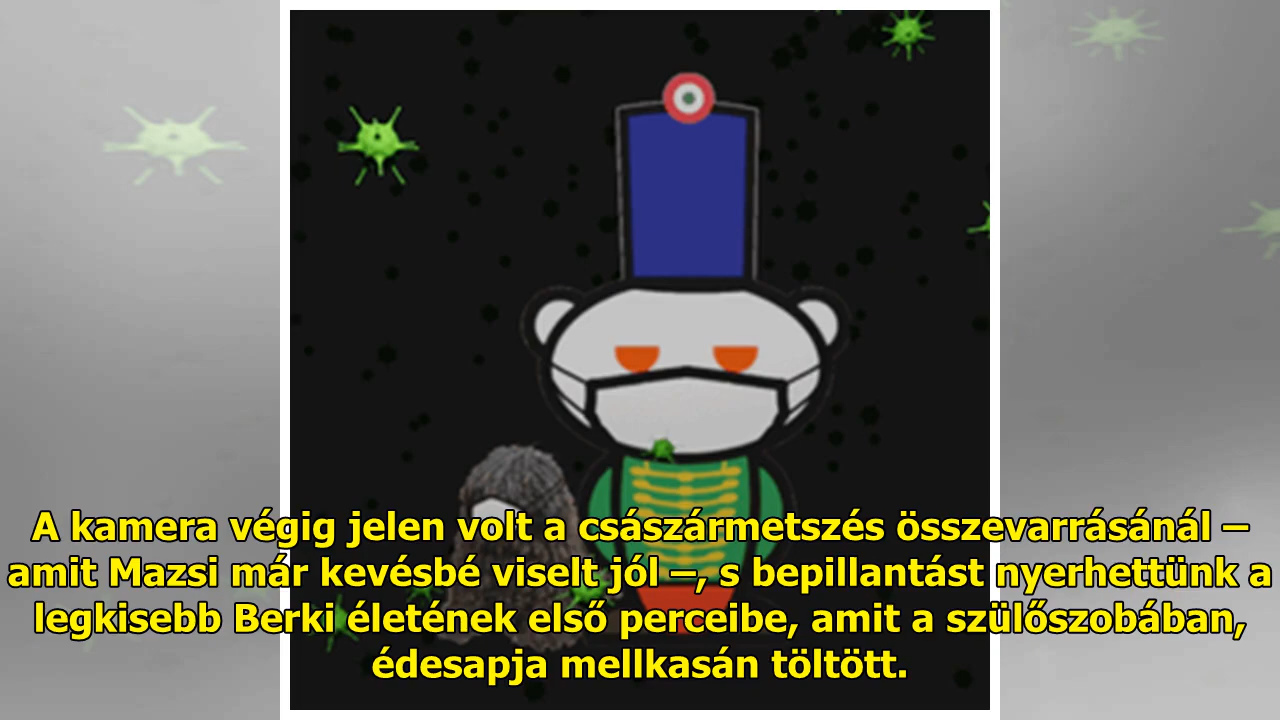 A kamera végig jelen volt a császármetszés összevarrásánál –
amit Mazsi már kevésbé viselt jól –, s bepillantást nyerhettünk a
legkisebb Berki életének első perceibe, amit a szülőszobában,
édesapja mellkasán töltött.